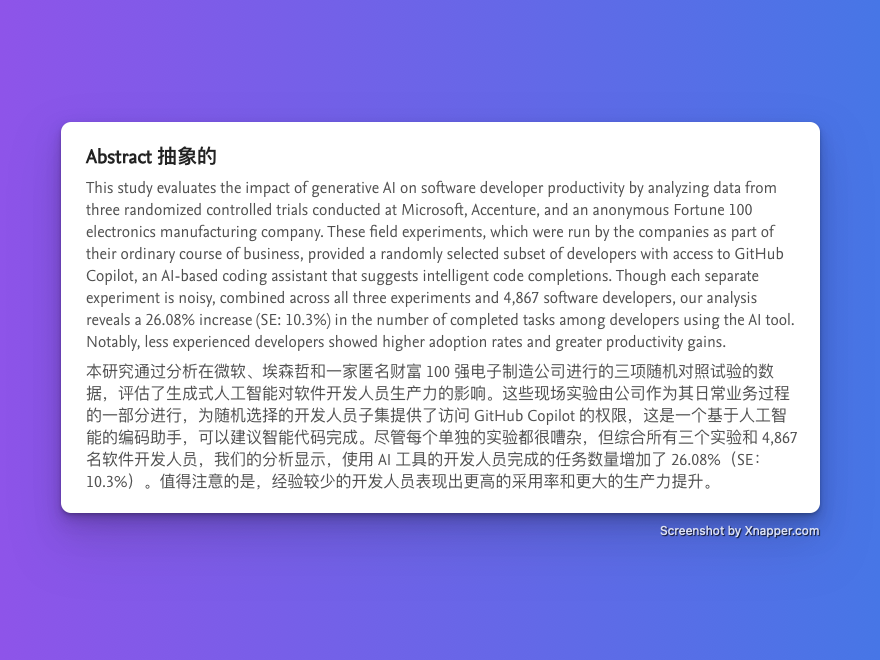 Abstract 抽象的
This study evaluates the impact of generative AI on software developer productivity by analyzing data from
three randomized controlled trials conducted at Microsoft, Accenture, and an anonymous Fortune 100
electronics manufacturing company. These field experiments, which were run by the companies as part of
their ordinary course of business, provided a randomly selected subset of developers with access to GitHub
Copilot, an AI-based coding assistant that suggests intelligent code completions. Though each separate
experiment is noisy, combined across all three experiments and 4,867 software developers, our analysis
reveals a 26.08% increase (SE: 10.3%) in the number of completed tasks among developers using the AI tool.
Notably, less experienced developers showed higher adoption rates and greater productivity gains.
本研究通过分析在微软、埃森哲和一家匿名财富 100 强电子制造公司进行的三项随机对照试验的数
据，评估了生成式人工智能对软件开发人员生产力的影响。这些现场实验由公司作为其日常业务过程
的一部分进行，为随机选择的开发人员子集提供了访问 GitHub Copilot 的权限，这是一个基于人工智
能的编码助手，可以建议智能代码完成。尽管每个单独的实验都很嘈杂，但综合所有三个实验和 4,867
名软件开发人员，我们的分析显示，使用 AI 工具的开发人员完成的任务数量增加了 26.08%（SE：
10.3%）。值得注意的是，经验较少的开发人员表现出更高的采用率和更大的生产力提升。
Screenshot by Xnapper.com